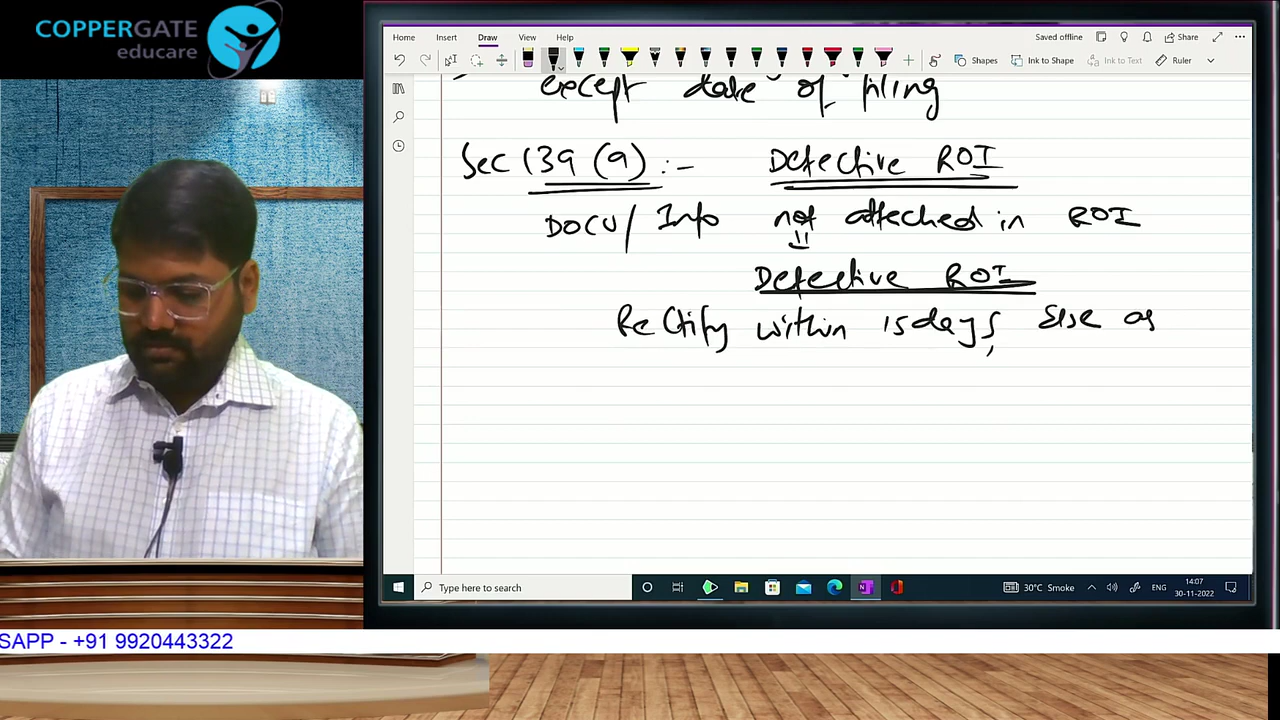 COPPERGATE
educare
Home Insert Draw View Help
Saved offline
Share
Shapes
Ink to Shape
Ink to Text
Ruler
except date of filing
Sec 139 (9) :- Defective ROI
DOCU/ Info not attached in ROI
Defective ROI
Rectify within 15days, Else as
Type here to search
30°C Smoke
ENG
14:07
30-11-2022
SAPP - +91 9920443322